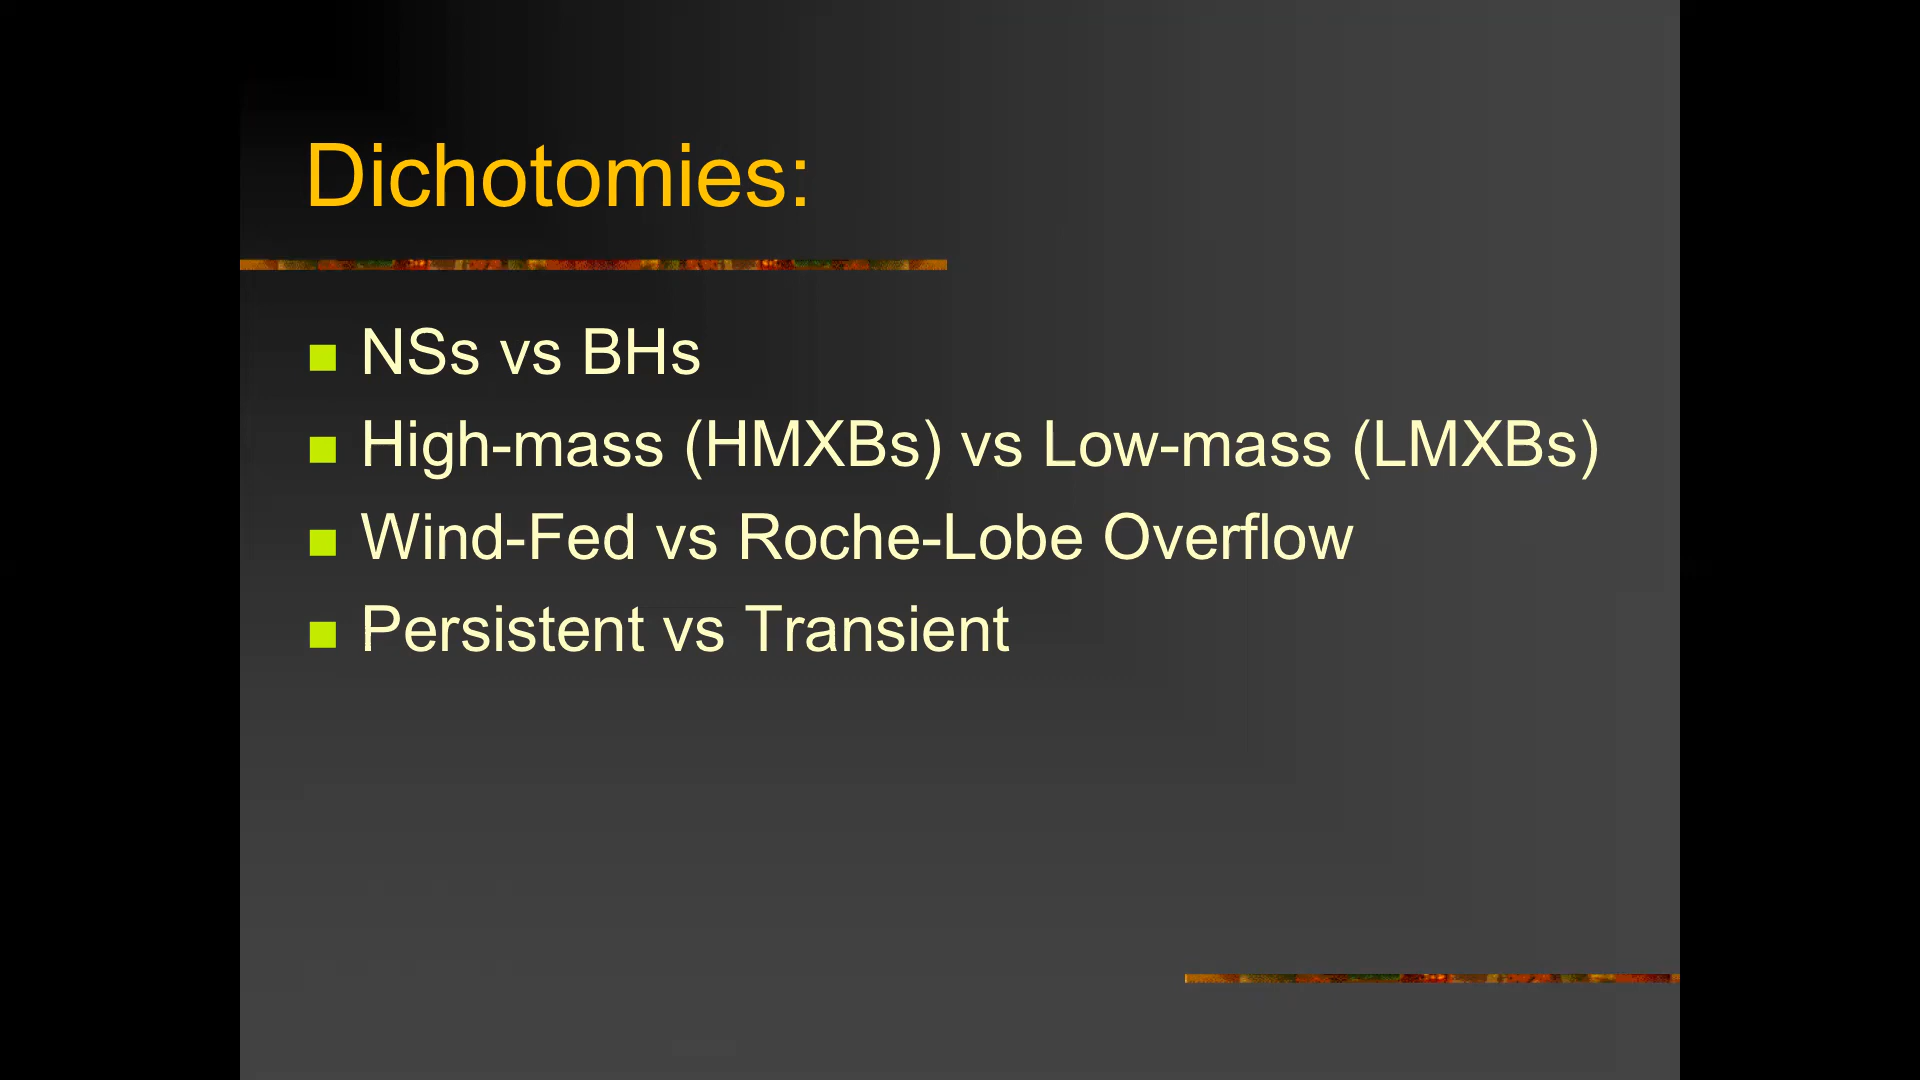 Dichotomies:
NSs vs BHs
High-mass (HMXBs) vs Low-mass (LMXBs)
Wind-Fed vs Roche-Lobe Overflow
Persistent vs Transient